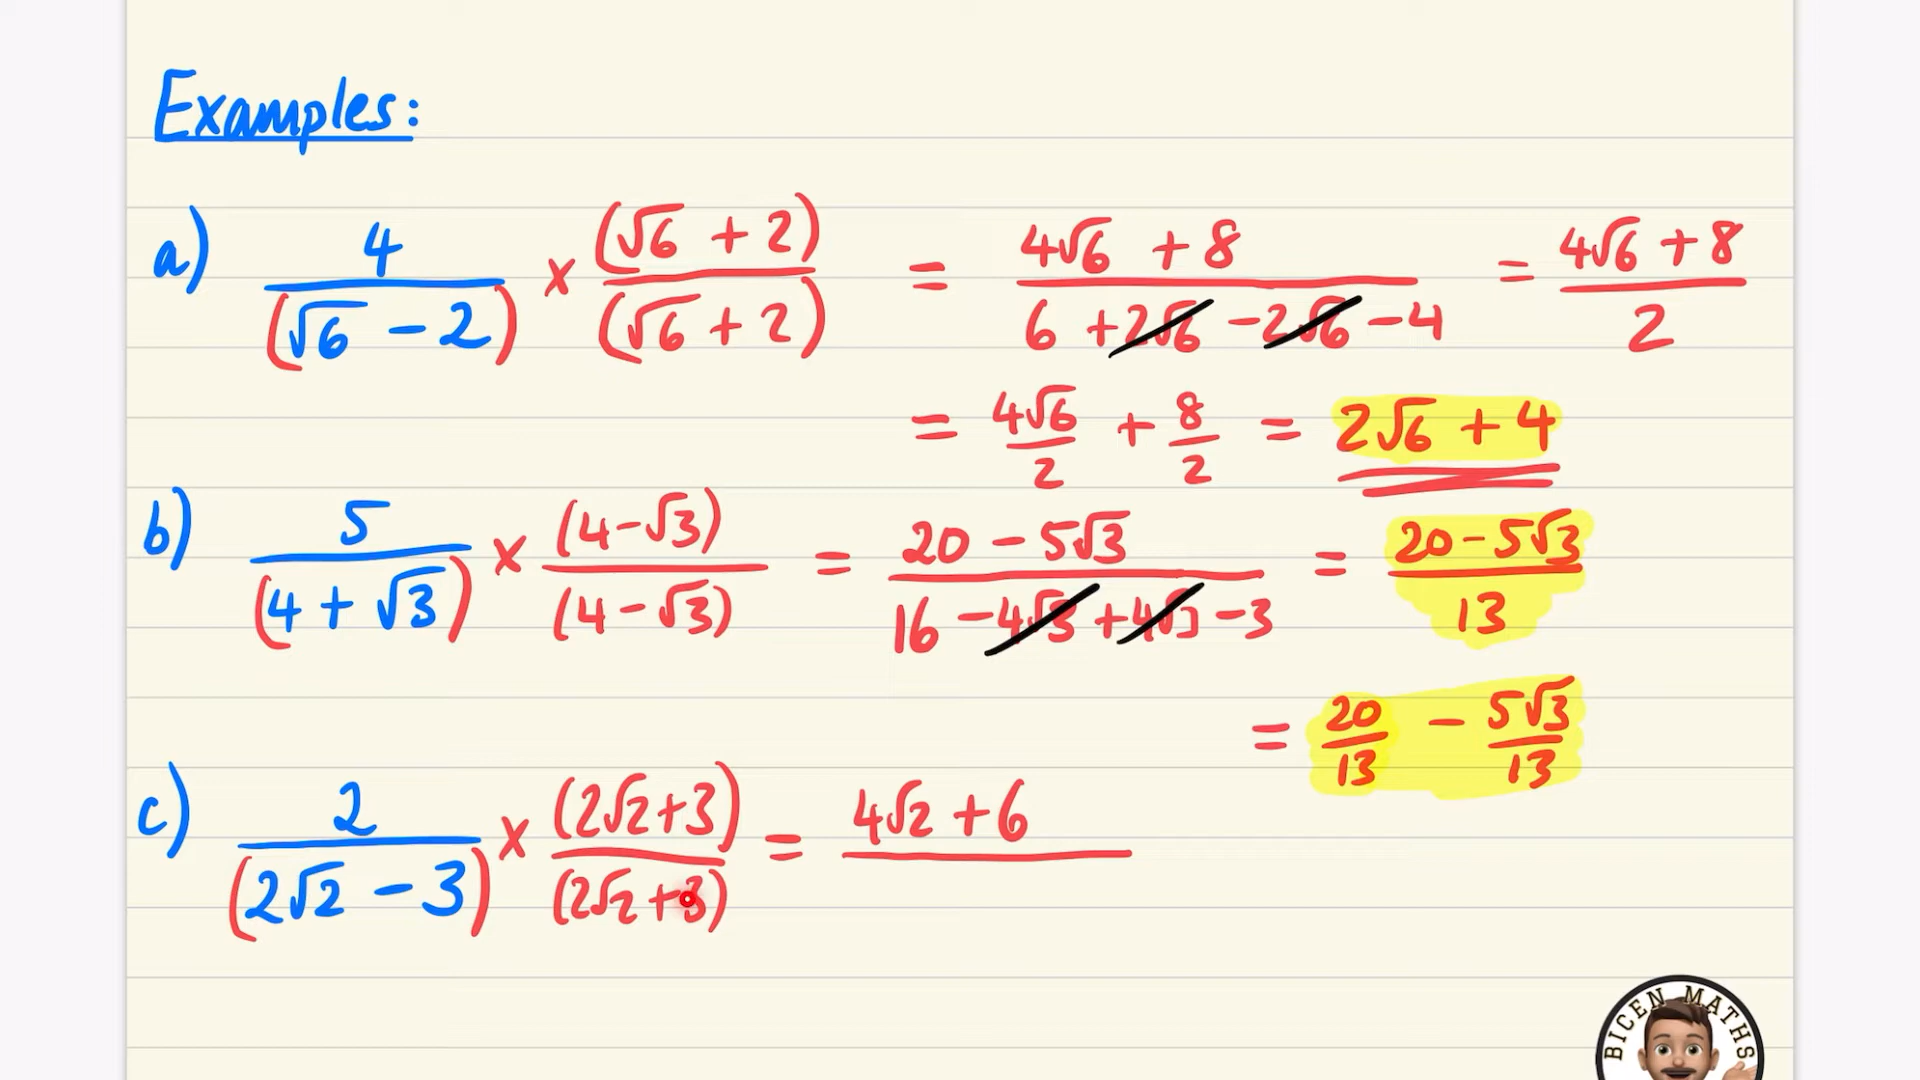 Examples:
a) 4/(√6 - 2) × (√6 + 2)/(√6 + 2) = (4√6 + 8)/(6 + 2√6 - 2√6 - 4) = (4√6 + 8)/2
= 4√6/2 + 8/2 = 2√6 + 4
b) 5/(4 + √3) × (4 - √3)/(4 - √3) = (20 - 5√3)/(16 - 4√3 + 4√3 - 3) = (20 - 5√3)/13
= 20/13 - 5√3/13
c) 2/(2√2 - 3) × (2√2 + 3)/(2√2 + 3) = 4√2 + 6
BICEN MATHS